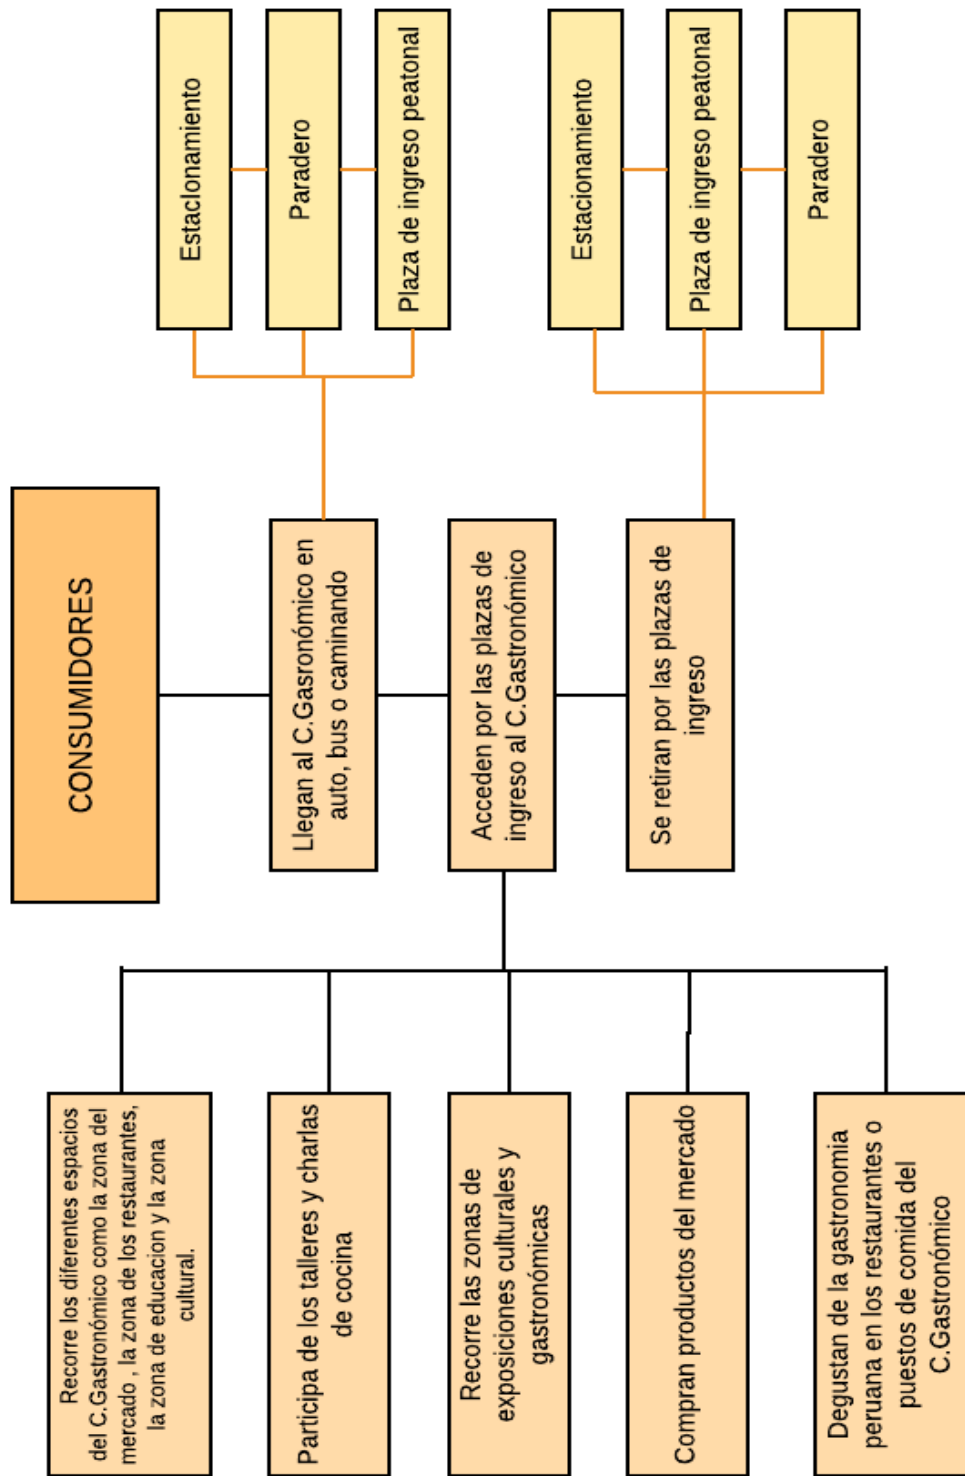 CONSUMIDORES
Llegan al C.Gasronómico en
auto, bus o caminando
Estacionamiento
Paradero
Plaza de ingreso peatonal
Acceden por las plazas de
ingreso al C.Gastronómico
Recorre los diferentes espacios
del C.Gastronómico como la zona del
mercado , la zona de los restaurantes,
la zona de educacion y la zona
cultural.
Participa de los talleres y charlas
de cocina
Recorre las zonas de
exposiciones culturales y
gastronómicas
Compran productos del mercado
Degustan de la gastronomia
peruana en los restaurantes o
puestos de comida del
C.Gastronómico
Se retiran por las plazas de
ingreso
Estacionamiento
Plaza de ingreso peatonal
Paradero